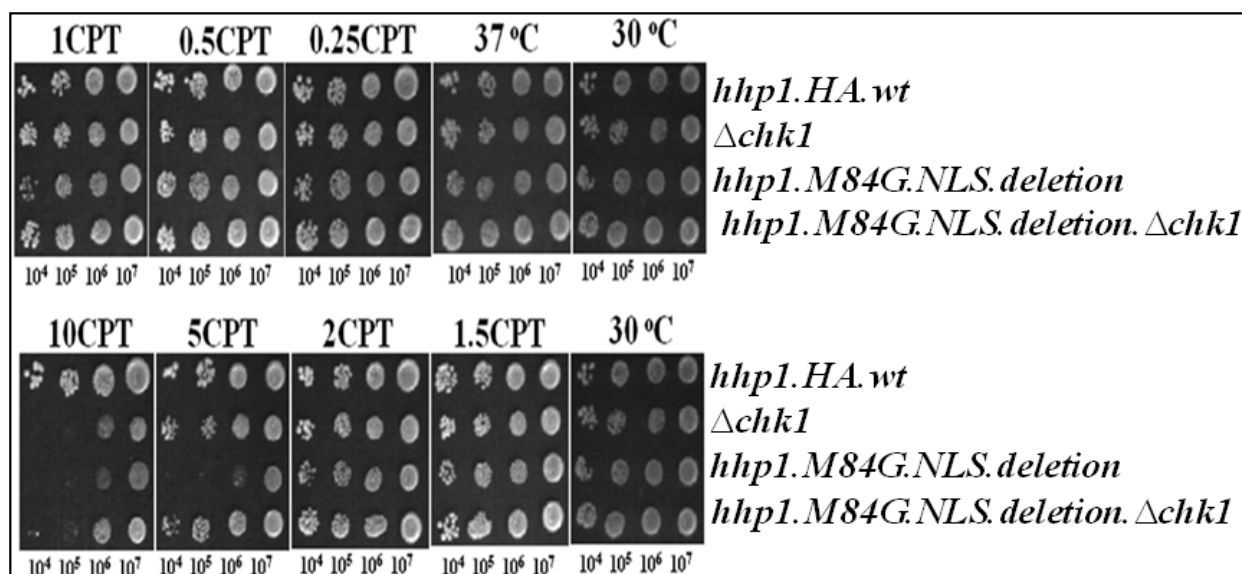 1CPT 0.5CPT 0.25CPT 37 ºC 30 ºC
hhp1.HA.wt
Δchk1
hhp1.M84G.NLS.deletion
hhp1.M84G.NLS.deletion.Δchk1
10⁴ 10⁵ 10⁶ 10⁷ 10⁴ 10⁵ 10⁶ 10⁷ 10⁴ 10⁵ 10⁶ 10⁷ 10⁴ 10⁵ 10⁶ 10⁷ 10⁴ 10⁵ 10⁶ 10⁷
10CPT 5CPT 2CPT 1.5CPT 30 ºC
hhp1.HA.wt
Δchk1
hhp1.M84G.NLS.deletion
hhp1.M84G.NLS.deletion.Δchk1
10⁴ 10⁵ 10⁶ 10⁷ 10⁴ 10⁵ 10⁶ 10⁷ 10⁴ 10⁵ 10⁶ 10⁷ 10⁴ 10⁵ 10⁶ 10⁷ 10⁴ 10⁵ 10⁶ 10⁷